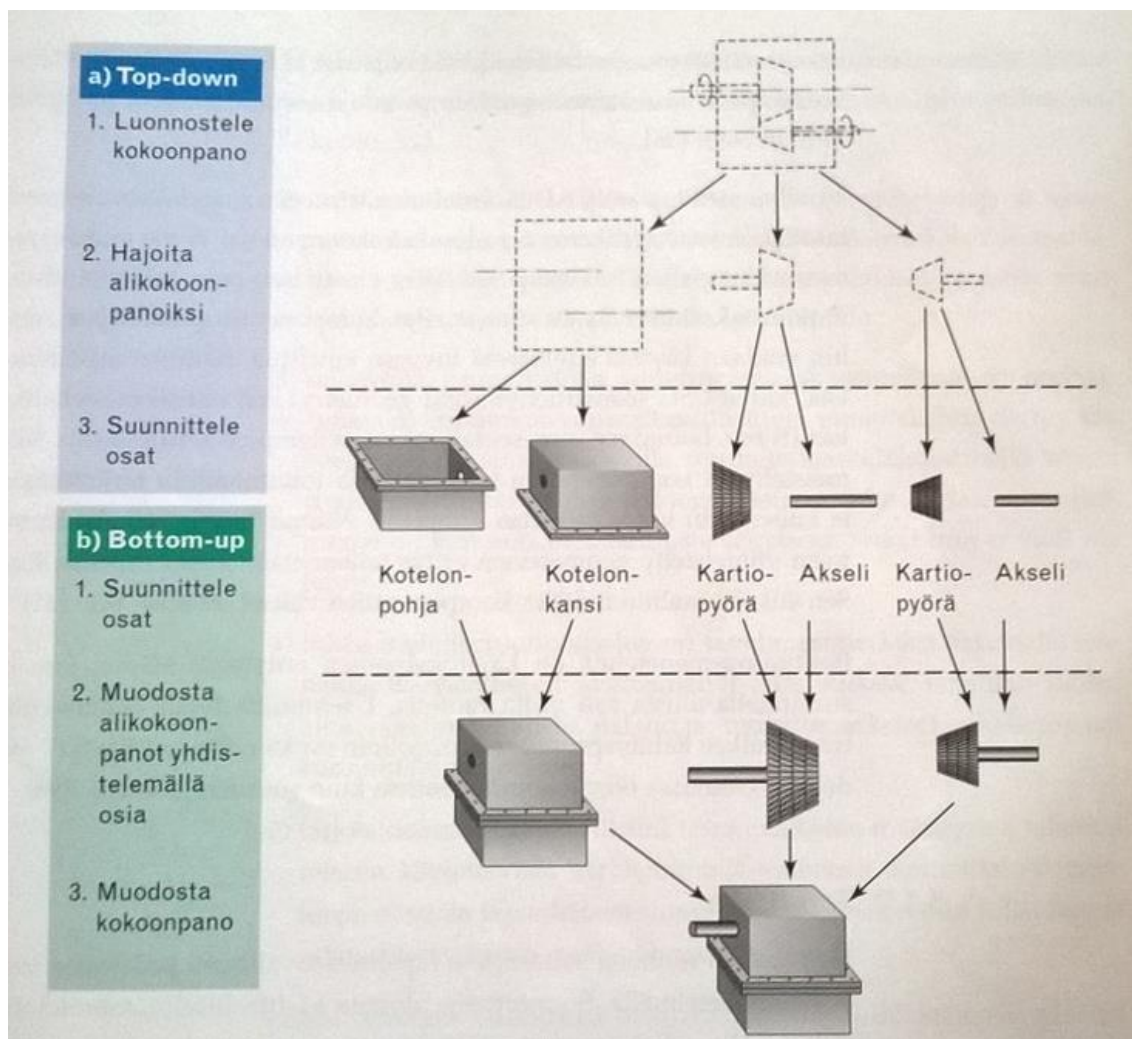 a) Top-down
1. Luonnostele
kokoonpano
2. Hajoita
alikokoon-
panoiksi
3. Suunnittele
osat
b) Bottom-up
1. Suunnittele
osat
2. Muodosta
alikokoon-
panot yhdis-
telemällä
osia
3. Muodosta
kokoonpano
Kotelon-
pohja
Kotelon-
kansi
Kartio-
pyörä
Akseli
Kartio-
pyörä
Akseli